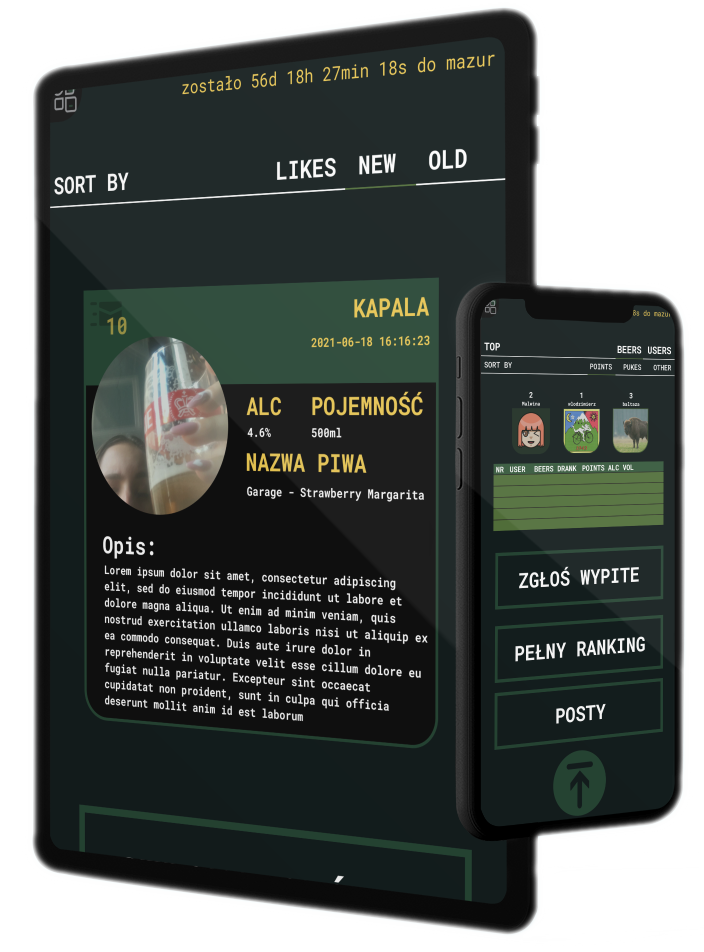 zostało 56d 18h 27min 18s do mazur
SORT BY LIKES NEW OLD
10
KAPALA
2021-06-18 16:16:23
ALC POJEMNOŚĆ
4.6% 500ml
NAZWA PIWA
Garage - Strawberry Margarita
Opis:
Lorem ipsum dolor sit amet, consectetur adipiscing
elit, sed do eiusmod tempor incididunt ut labore et
dolore magna aliqua. Ut enim ad minim veniam, quis
nostrud exercitation ullamco laboris nisi ut aliquip ex
ea commodo consequat. Duis aute irure dolor in
reprehenderit in voluptate velit esse cillum dolore eu
fugiat nulla pariatur. Excepteur sint occaecat
cupidatat non proident, sunt in culpa qui officia
deserunt mollit anim id est laborum
8s do mazur
TOP BEERS USERS
SORT BY POINTS PUKES OTHER
2 1 3
Malwina wlodzimierz baltaza
NR USER BEERS DRANK POINTS ALC VOL
ZGŁOŚ WYPITE
PEŁNY RANKING
POSTY